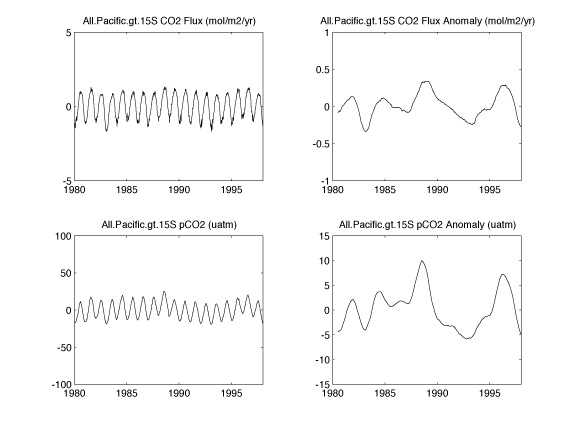 All.Pacific.gt.15S CO2 Flux (mol/m2/yr)
5
0
-5
1980 1985 1990 1995
All.Pacific.gt.15S CO2 Flux Anomaly (mol/m2/yr)
1
0.5
0
-0.5
-1
1980 1985 1990 1995
All.Pacific.gt.15S pCO2 (uatm)
100
50
0
-50
-100
1980 1985 1990 1995
All.Pacific.gt.15S pCO2 Anomaly (uatm)
15
10
5
0
-5
-10
-15
1980 1985 1990 1995